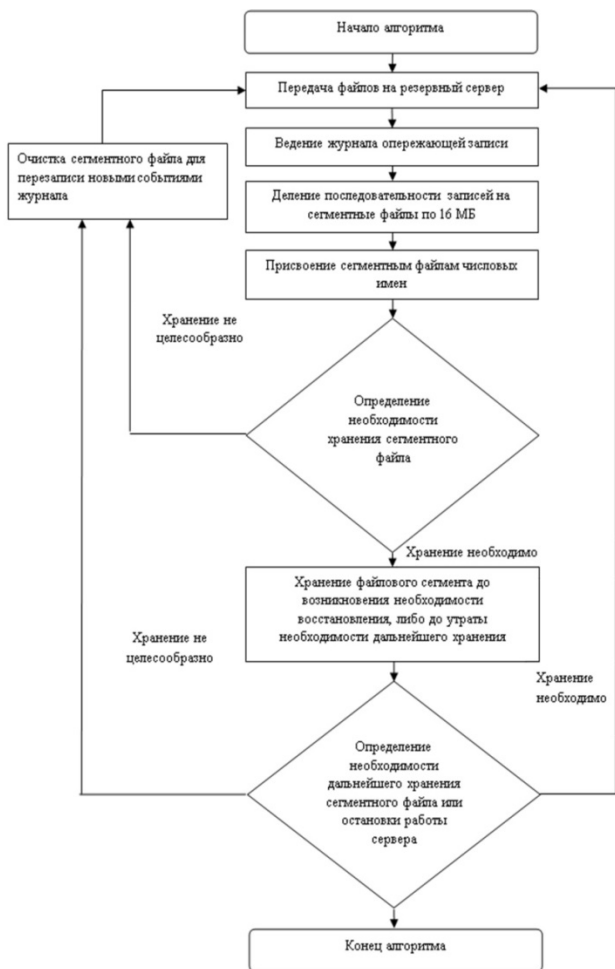 Начало алгоритма
Передача файлов на резервный сервер
Ведение журнала опережающей записи
Очистка сегментного файла для
перезаписи новыми событиями
журнала
Деление последовательности записей на
сегментные файлы по 16 МБ
Присвоение сегментным файлам числовых
имен
Хранение не
целесообразно
Определение
необходимости
хранения сегментного
файла
Хранение необходимо
Хранение файлового сегмента до
возникновения необходимости
восстановления, либо до утраты
необходимости дальнейшего хранения
Хранение не
целесообразно
Хранение
необходимо
Определение
необходимости
дальнейшего хранения
сегментного файла или
остановки работы
сервера
Конец алгоритма